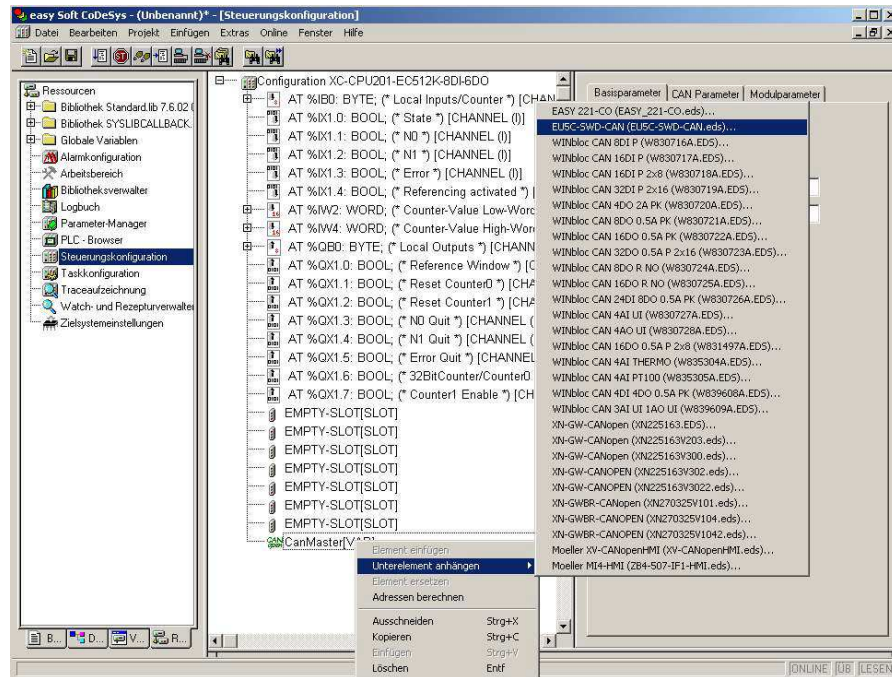 easy Soft CoDeSys - (Unbenannt)* - [Steuerungskonfiguration]
Datei Bearbeiten Projekt Einfügen Extras Online Fenster Hilfe
Ressourcen
Bibliothek Standard.lib 7.6.02
Bibliothek SYSLIBCALLBACK.
Globale Variablen
Alarmkonfiguration
Arbeitsbereich
Bibliotheksverwalter
Logbuch
Parameter-Manager
PLC - Browser
Steuerungskonfiguration
Taskkonfiguration
Traceaufzeichnung
Watch- und Rezepturverwalter
Zielsystemeinstellungen
B... D... V... R...
Configuration XC-CPU201-EC512K-8DI-6DO
AT %IB0: BYTE; (* Local Inputs/Counter *) [CHAN
AT %IX1.0: BOOL; (* State *) [CHANNEL (I)]
AT %IX1.1: BOOL; (* N0 *) [CHANNEL (I)]
AT %IX1.2: BOOL; (* N1 *) [CHANNEL (I)]
AT %IX1.3: BOOL; (* Error *) [CHANNEL (I)]
AT %IX1.4: BOOL; (* Referencing activated *) [
AT %IW2: WORD; (* Counter-Value Low-Word
AT %IW4: WORD; (* Counter-Value High-Wor
AT %QB0: BYTE; (* Local Outputs *) [CHANN
AT %QX1.0: BOOL; (* Reference Window *) [C
AT %QX1.1: BOOL; (* Reset Counter0 *) [CHA
AT %QX1.2: BOOL; (* Reset Counter1 *) [CHA
AT %QX1.3: BOOL; (* N0 Quit *) [CHANNEL (
AT %QX1.4: BOOL; (* N1 Quit *) [CHANNEL (
AT %QX1.5: BOOL; (* Error Quit *) [CHANNEL
AT %QX1.6: BOOL; (* 32BitCounter/Counter0
AT %QX1.7: BOOL; (* Counter1 Enable *) [CH
EMPTY-SLOT[SLOT]
EMPTY-SLOT[SLOT]
EMPTY-SLOT[SLOT]
EMPTY-SLOT[SLOT]
EMPTY-SLOT[SLOT]
EMPTY-SLOT[SLOT]
CanMaster[VAR]
Element einfügen
Unterelement anhängen
Element ersetzen
Adressen berechnen
Ausschneiden Strg+X
Kopieren Strg+C
Einfügen Strg+V
Löschen Entf
Basisparameter CAN Parameter Modulparameter
EASY 221-CO (EASY_221-CO.eds)...
EU5C-SWD-CAN (EU5C-SWD-CAN.eds)...
WINbloc CAN 8DI P (W830716A.EDS)...
WINbloc CAN 16DI P (W830717A.EDS)...
WINbloc CAN 16DI P 2x8 (W830718A.EDS)...
WINbloc CAN 32DI P 2x16 (W830719A.EDS)...
WINbloc CAN 4DO 2A PK (W830720A.EDS)...
WINbloc CAN 8DO 0.5A PK (W830721A.EDS)...
WINbloc CAN 16DO 0.5A PK (W830722A.EDS)...
WINbloc CAN 32DO 0.5A P 2x16 (W830723A.EDS)...
WINbloc CAN 8DO R NO (W830724A.EDS)...
WINbloc CAN 16DO R NO (W830725A.EDS)...
WINbloc CAN 24DI 8DO 0.5A PK (W830726A.EDS)...
WINbloc CAN 4AI UI (W830727A.EDS)...
WINbloc CAN 4AO UI (W830728A.EDS)...
WINbloc CAN 16DO 0.5A P 2x8 (W831497A.EDS)...
WINbloc CAN 4AI THERMO (W835304A.EDS)...
WINbloc CAN 4AI PT100 (W835305A.EDS)...
WINbloc CAN 4DI 4DO 0.5A PK (W839608A.EDS)...
WINbloc CAN 3AI UI 1AO UI (W839609A.EDS)...
XN-GW-CANopen (XN225163.EDS)...
XN-GW-CANopen (XN225163V203.eds)...
XN-GW-CANopen (XN225163V300.eds)...
XN-GW-CANOPEN (XN225163V302.eds)...
XN-GW-CANOPEN (XN225163V3022.eds)...
XN-GWBR-CANopen (XN270325V101.eds)...
XN-GWBR-CANOPEN (XN270325V104.eds)...
XN-GWBR-CANOPEN (XN270325V1042.eds)...
Moeller XV-CANopenHMI (XV-CANopenHMI.eds)...
Moeller MI4-HMI (ZB4-507-IF1-HMI.eds)...
ONLINE ÜB LESEN